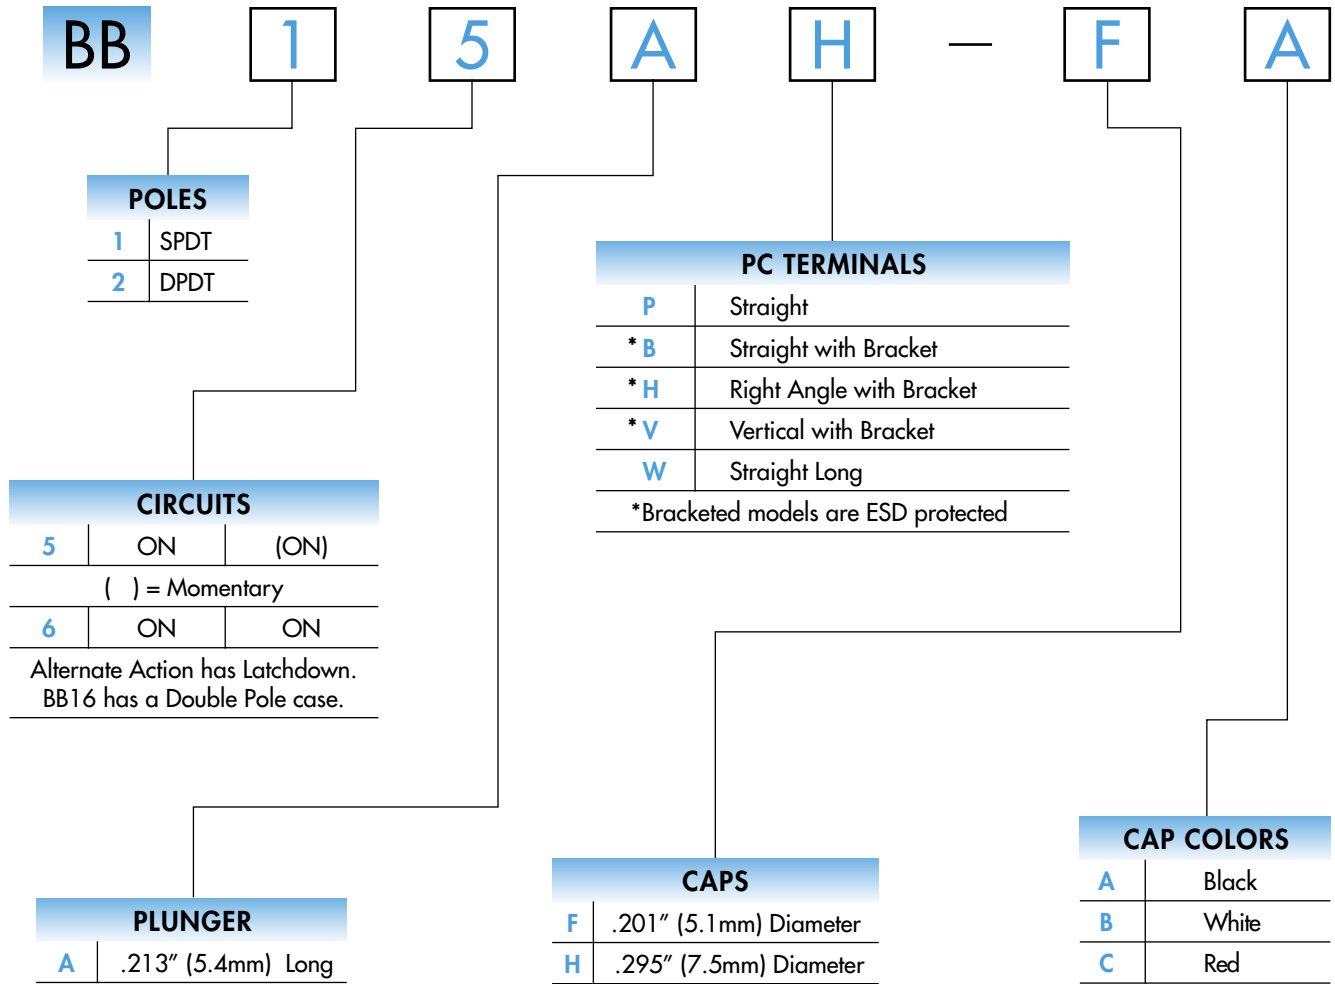 BB 1 5 A H — F A
POLES
1 SPDT
2 DPDT
PC TERMINALS
P Straight
* B Straight with Bracket
* H Right Angle with Bracket
* V Vertical with Bracket
W Straight Long
*Bracketed models are ESD protected
CIRCUITS
5 ON (ON)
( ) = Momentary
6 ON ON
Alternate Action has Latchdown.
BB16 has a Double Pole case.
PLUNGER
A .213" (5.4mm) Long
CAPS
F .201" (5.1mm) Diameter
H .295" (7.5mm) Diameter
CAP COLORS
A Black
B White
C Red